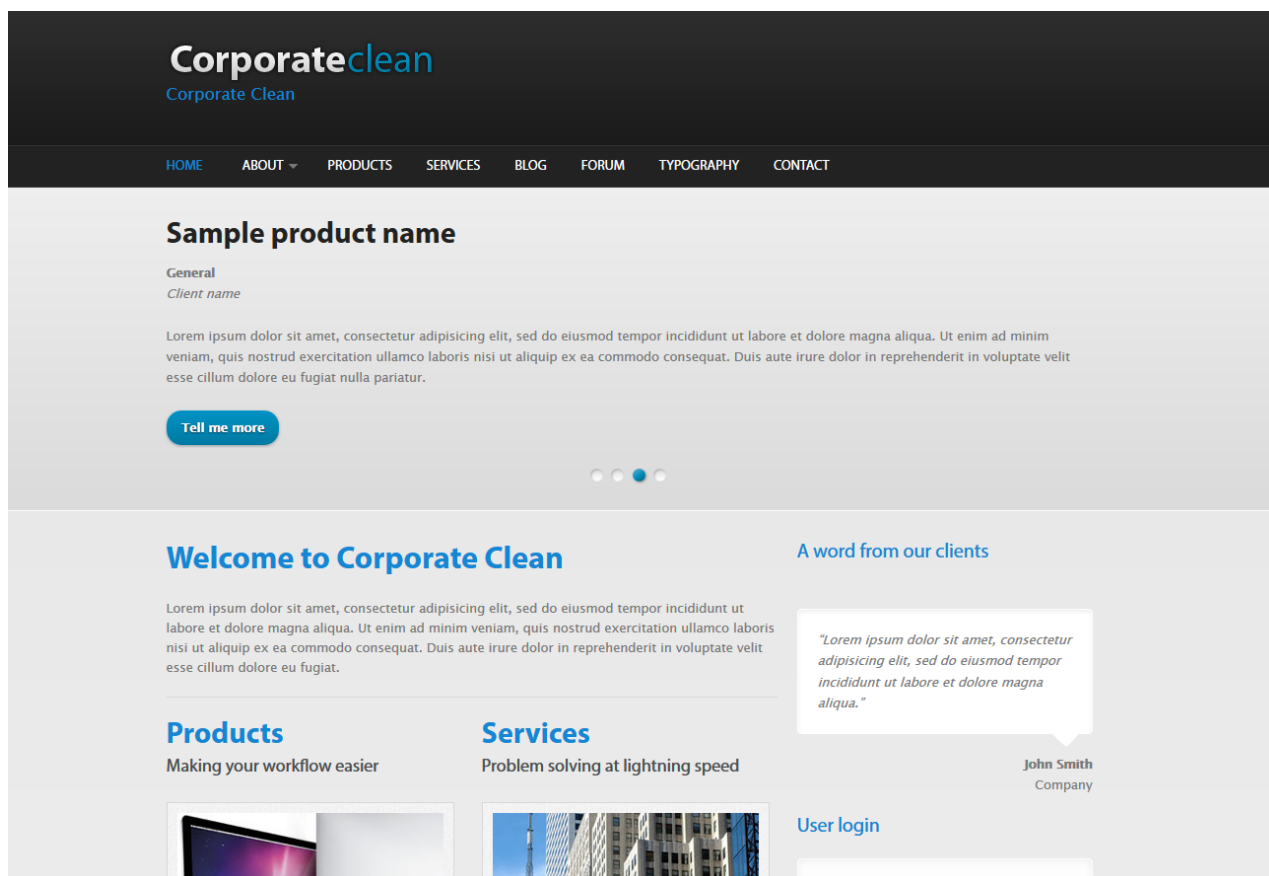 Corporateclean
Corporate Clean
HOME ABOUT PRODUCTS SERVICES BLOG FORUM TYPOGRAPHY CONTACT
Sample product name
General
Client name
Lorem ipsum dolor sit amet, consectetur adipisicing elit, sed do eiusmod tempor incididunt ut labore et dolore magna aliqua. Ut enim ad minim
veniam, quis nostrud exercitation ullamco laboris nisi ut aliquip ex ea commodo consequat. Duis aute irure dolor in reprehenderit in voluptate velit
esse cillum dolore eu fugiat nulla pariatur.
Tell me more
Welcome to Corporate Clean
Lorem ipsum dolor sit amet, consectetur adipisicing elit, sed do eiusmod tempor incididunt ut
labore et dolore magna aliqua. Ut enim ad minim veniam, quis nostrud exercitation ullamco laboris
nisi ut aliquip ex ea commodo consequat. Duis aute irure dolor in reprehenderit in voluptate velit
esse cillum dolore eu fugiat.
Products
Making your workflow easier
Services
Problem solving at lightning speed
A word from our clients
"Lorem ipsum dolor sit amet, consectetur
adipisicing elit, sed do eiusmod tempor
incididunt ut labore et dolore magna
aliqua."
John Smith
Company
User login